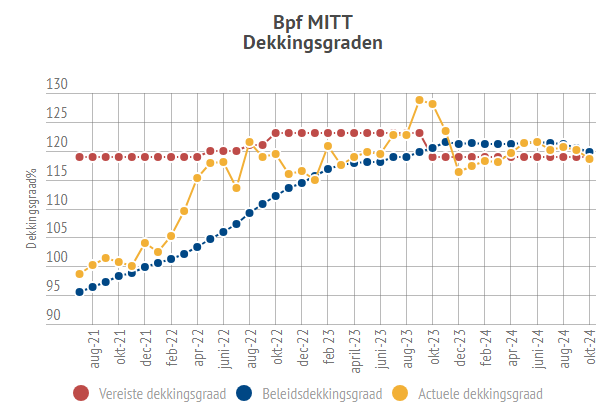 Bpf MITT
Dekkingsgraden
Dekkingsgraad%
130
125
120
115
110
105
100
95
90
aug-21
okt-21
dec-21
feb-22
apr-22
juni-22
aug-22
okt-22
dec-22
feb 23
april-23
juni-23
aug-23
okt-23
dec-23
feb-24
apr-24
juni-24
aug-24
okt-24
Vereiste dekkingsgraad Beleidsdekkingsgraad Actuele dekkingsgraad